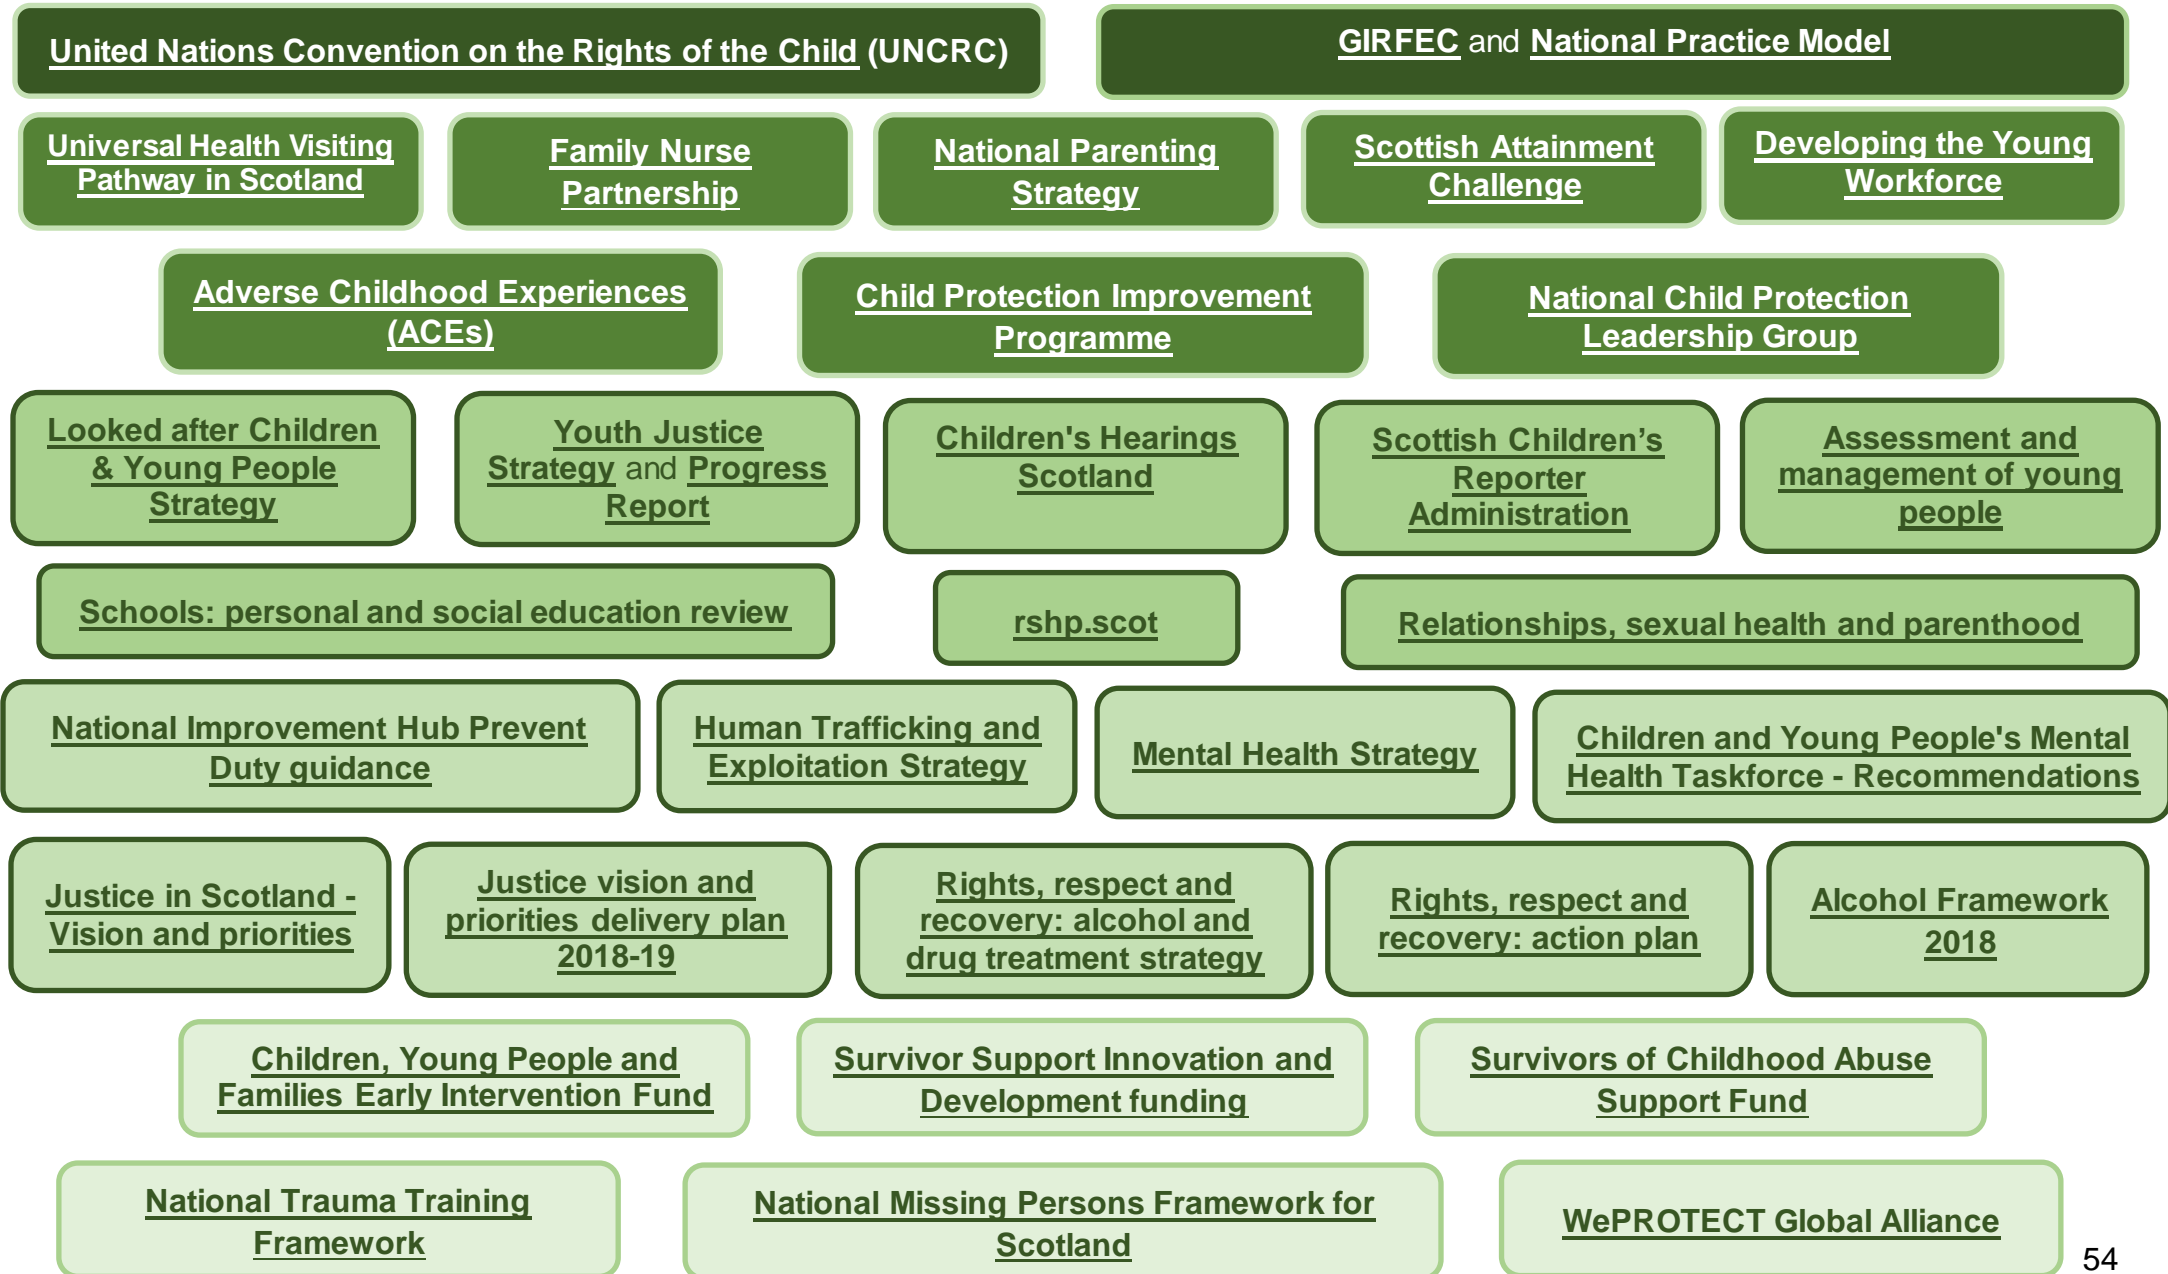 United Nations Convention on the Rights of the Child (UNCRC)
GIRFEC and National Practice Model
Universal Health Visiting
Pathway in Scotland
Family Nurse
Partnership
National Parenting
Strategy
Scottish Attainment
Challenge
Developing the Young
Workforce
Adverse Childhood Experiences
(ACEs)
Child Protection Improvement
Programme
National Child Protection
Leadership Group
Looked after Children
& Young People
Strategy
Youth Justice
Strategy and Progress
Report
Children's Hearings
Scotland
Scottish Children’s
Reporter
Administration
Assessment and
management of young
people
Schools: personal and social education review
rshp.scot
Relationships, sexual health and parenthood
National Improvement Hub Prevent
Duty guidance
Human Trafficking and
Exploitation Strategy
Mental Health Strategy
Children and Young People's Mental
Health Taskforce - Recommendations
Justice in Scotland -
Vision and priorities
Justice vision and
priorities delivery plan
2018-19
Rights, respect and
recovery: alcohol and
drug treatment strategy
Rights, respect and
recovery: action plan
Alcohol Framework
2018
Children, Young People and
Families Early Intervention Fund
Survivor Support Innovation and
Development funding
Survivors of Childhood Abuse
Support Fund
National Trauma Training
Framework
National Missing Persons Framework for
Scotland
WePROTECT Global Alliance
54